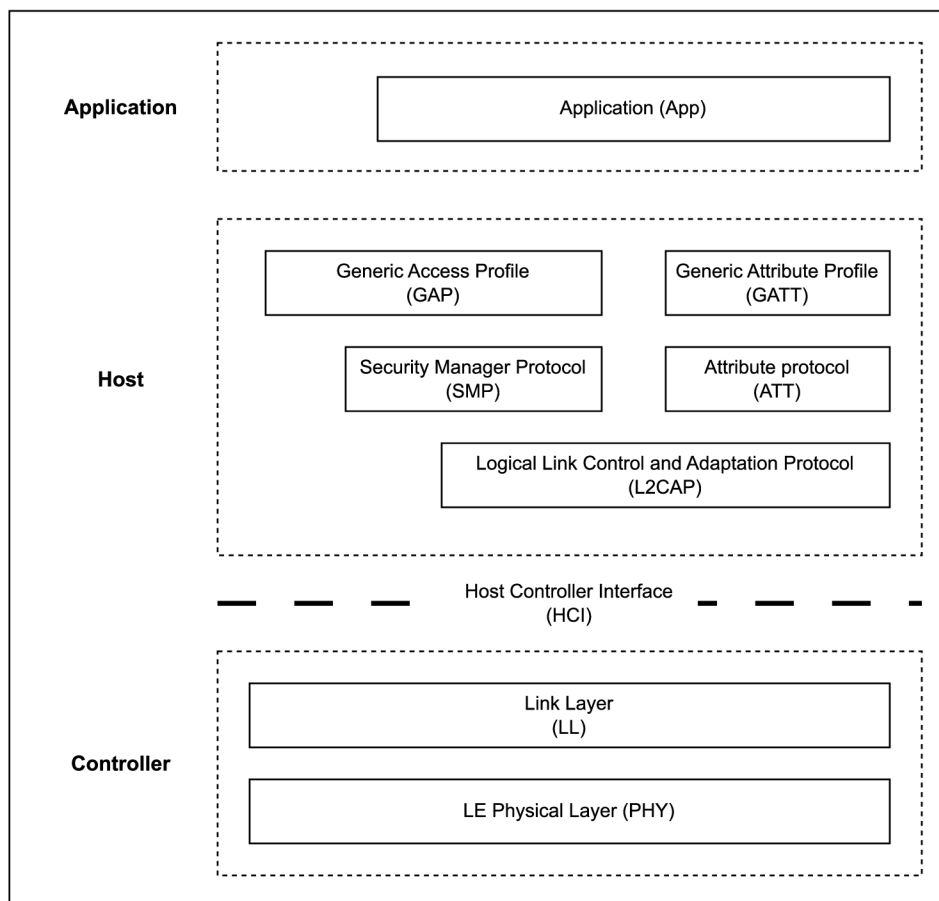 Application
Application (App)
Generic Access Profile
(GAP)
Generic Attribute Profile
(GATT)
Host
Security Manager Protocol
(SMP)
Attribute protocol
(ATT)
Logical Link Control and Adaptation Protocol
(L2CAP)
Host Controller Interface
(HCI)
Controller
Link Layer
(LL)
LE Physical Layer (PHY)